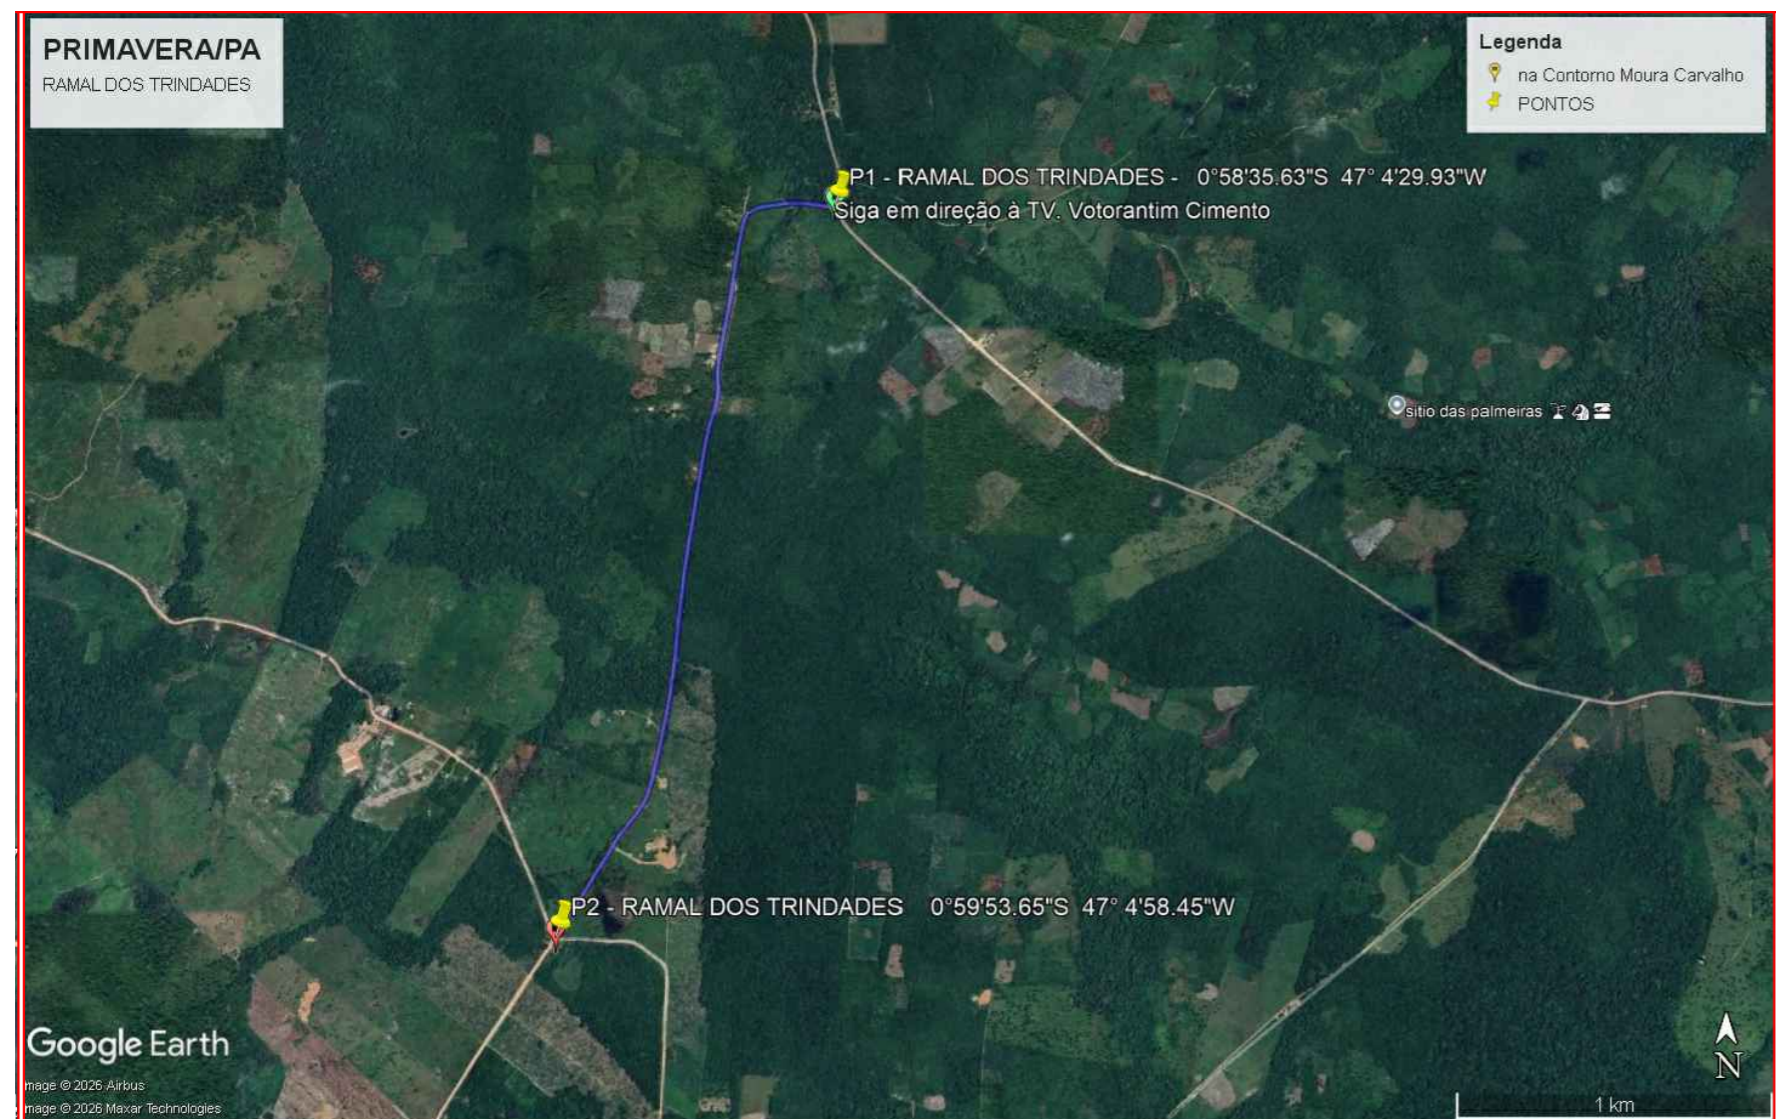 PRIMAVERA/PA
RAMAL DOS TRINDADES
Legenda
na Contorno Moura Carvalho
PONTOS
P1 - RAMAL DOS TRINDADES - 0°58'35.63"S 47° 4'29.93"W
Siga em direção à TV. Votorantim Cimento
sitio das palmeiras
P2 - RAMAL DOS TRINDADES 0°59'53.65"S 47° 4'58.45"W
Google Earth
mage © 2026 Airbus
mage © 2026 Maxar Technologies
N
1 km